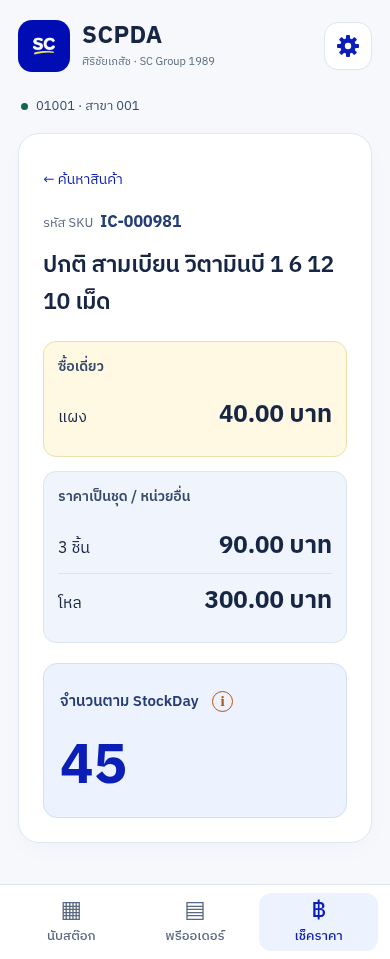 SC
SCPDA
ศิริชัยเภสัช · SC Group 1989
01001 · สาขา 001
← ค้นหาสินค้า
รหัส SKU IC-000981
ปกติ สามเบียน วิตามินบี 1 6 12
10 เม็ด
ซื้อเดี่ยว
แผง 40.00 บาท
ราคาเป็นชุด / หน่วยอื่น
3 ชิ้น 90.00 บาท
โหล 300.00 บาท
จำนวนตาม StockDay i
45
นับสต๊อก พรีออเดอร์ ฿ เช็คราคา